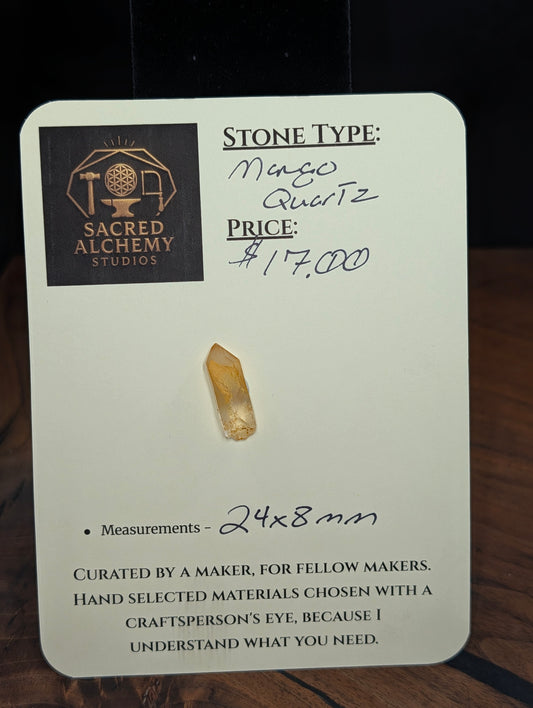 SACRED
ALCHEMY
STUDIOS
STONE TYPE:
Mango
Quartz
PRICE:
$17.00
• Measurements - 24x8mm
CURATED BY A MAKER, FOR FELLOW MAKERS.
HAND SELECTED MATERIALS CHOSEN WITH A
CRAFTSPERSON'S EYE, BECAUSE I
UNDERSTAND WHAT YOU NEED.